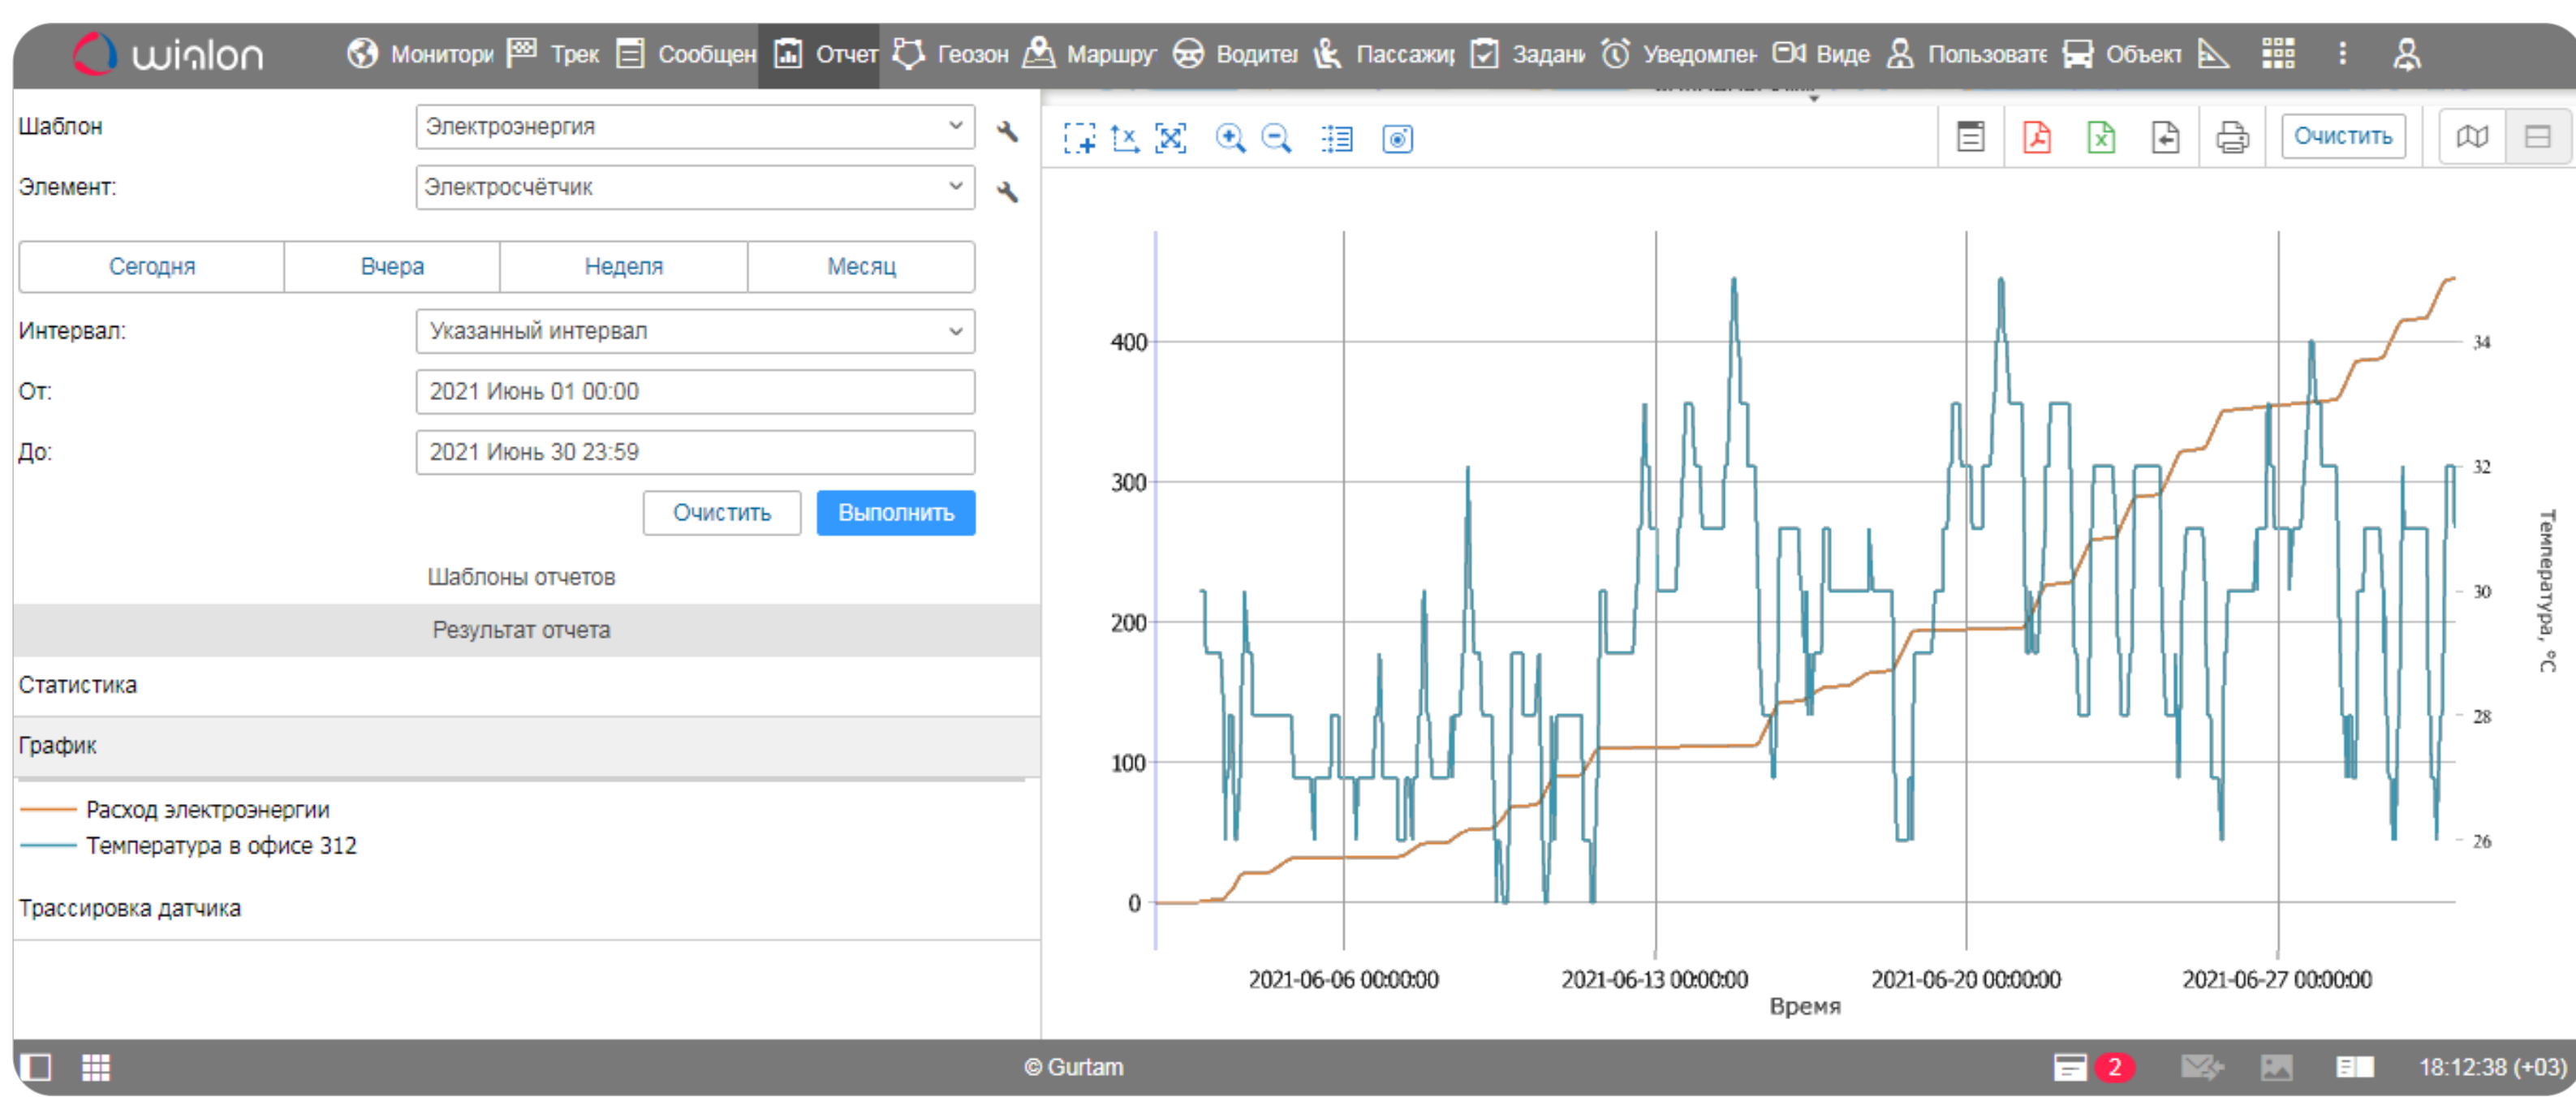 wialon Монитори Трек Сообщен Отчет Геозон Маршру Водите Пассажи Задани Уведомлен Виде Пользовате Объект
Шаблон Электроэнергия
Элемент: Электросчётчик
Сегодня Вчера Неделя Месяц
Интервал: Указанный интервал
От: 2021 Июнь 01 00:00
До: 2021 Июнь 30 23:59
Очистить Выполнить
Шаблоны отчетов
Результат отчета
Статистика
График
Расход электроэнергии
Температура в офисе 312
Трассировка датчика
Очистить
400
300
200
100
0
34
32
30
28
26
Температура, °C
2021-06-06 00:00:00 2021-06-13 00:00:00 2021-06-20 00:00:00 2021-06-27 00:00:00
Время
© Gurtam 2 18:12:38 (+03)